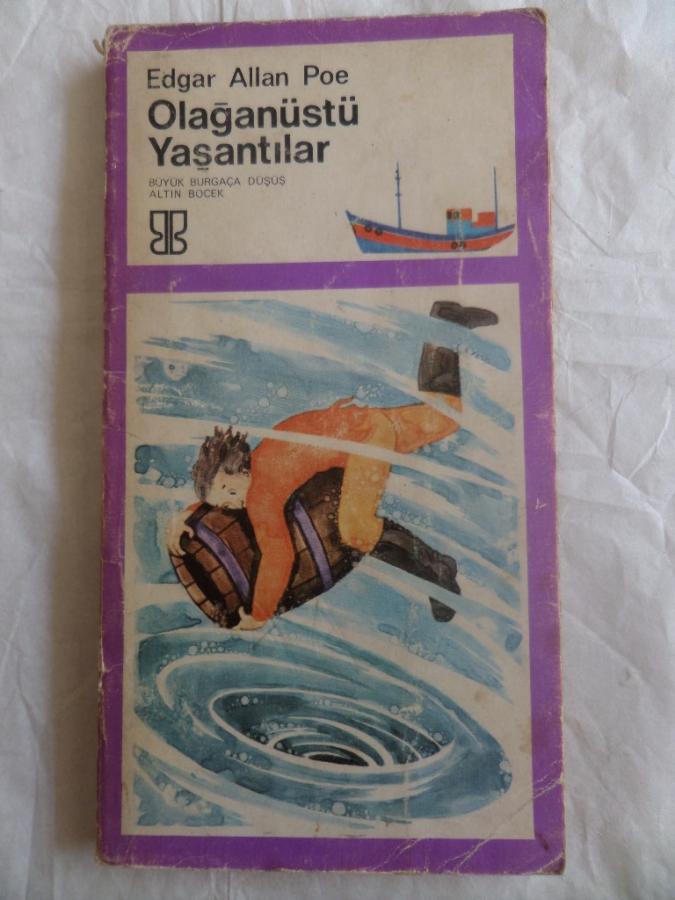 Edgar Allan Poe
Olağanüstü
Yaşantılar
BÜYÜK BURGAÇA DÜŞÜŞ
ALTIN BÖCEK